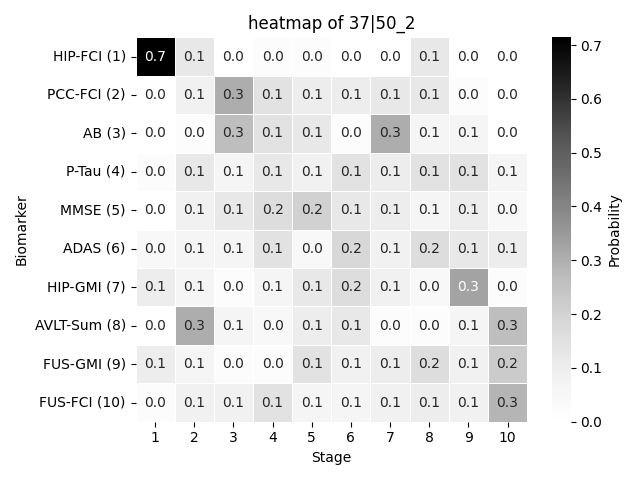 heatmap of 37|50_2
HIP-FCI (1) 0.7 0.1 0.0 0.0 0.0 0.0 0.0 0.1 0.0 0.0
PCC-FCI (2) 0.0 0.1 0.3 0.1 0.1 0.1 0.1 0.1 0.0 0.0
AB (3) 0.0 0.0 0.3 0.1 0.1 0.0 0.3 0.1 0.1 0.0
P-Tau (4) 0.0 0.1 0.1 0.1 0.1 0.1 0.1 0.1 0.1 0.1
MMSE (5) 0.0 0.1 0.1 0.2 0.2 0.1 0.1 0.1 0.1 0.0
ADAS (6) 0.0 0.1 0.1 0.1 0.0 0.2 0.1 0.2 0.1 0.1
HIP-GMI (7) 0.1 0.1 0.0 0.1 0.1 0.2 0.1 0.0 0.3 0.0
AVLT-Sum (8) 0.0 0.3 0.1 0.0 0.1 0.1 0.0 0.0 0.1 0.3
FUS-GMI (9) 0.1 0.1 0.0 0.0 0.1 0.1 0.1 0.2 0.1 0.2
FUS-FCI (10) 0.0 0.1 0.1 0.1 0.1 0.1 0.1 0.1 0.1 0.3
1 2 3 4 5 6 7 8 9 10
Stage
Biomarker
0.7
0.6
0.5
0.4
0.3
0.2
0.1
0.0
Probability